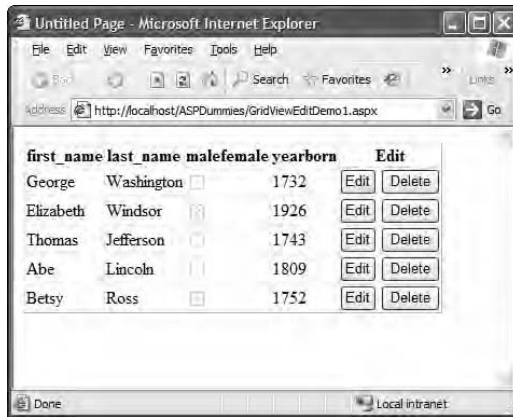 Untitled Page - Microsoft Internet Explorer
File Edit View Favorites Tools Help
Back Search Favorites » Links »
Address http://localhost/ASPDummies/GridViewEditDemo1.aspx Go
first_name last_name malefemale yearborn Edit
George Washington 1732 Edit Delete
Elizabeth Windsor 1926 Edit Delete
Thomas Jefferson 1743 Edit Delete
Abe Lincoln 1809 Edit Delete
Betsy Ross 1752 Edit Delete
Done Local intranet